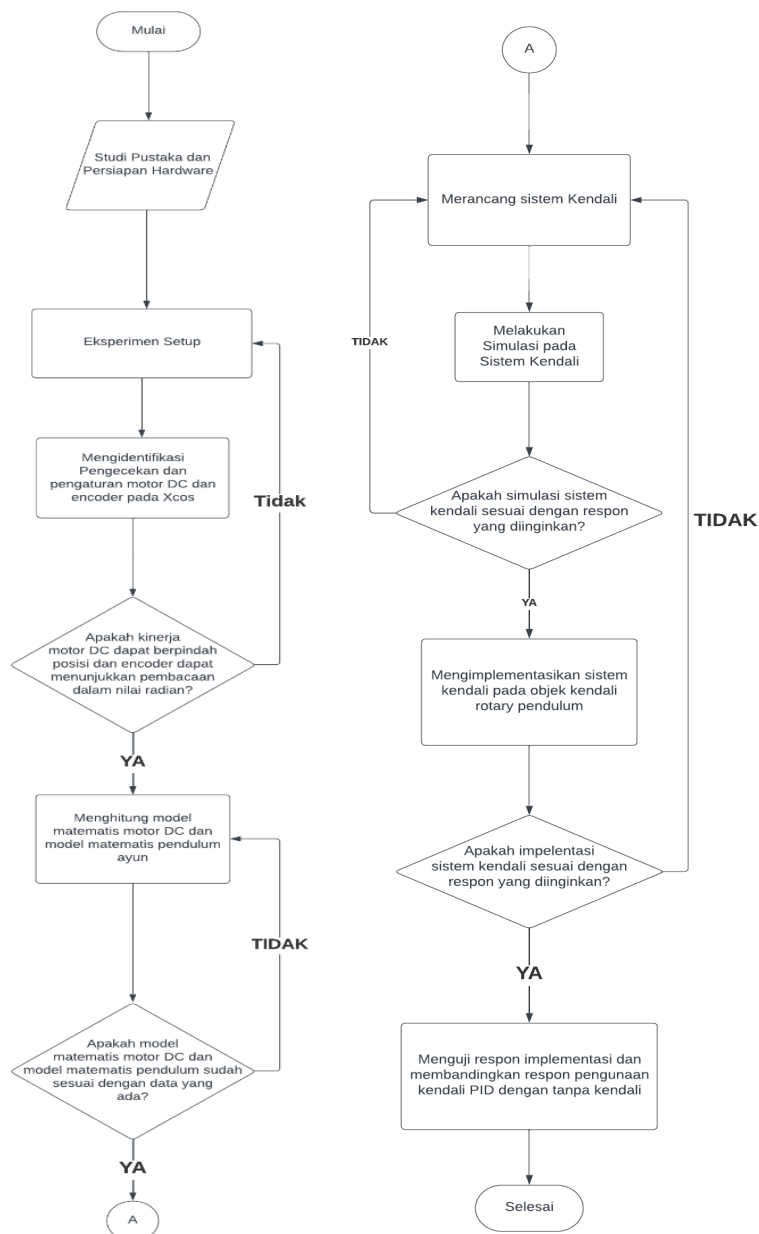 Mulai
Studi Pustaka dan
Persiapan Hardware
Eksperimen Setup
Mengidentifikasi
Pengecekan dan
pengaturan motor DC dan
encoder pada Xcos
Tidak
Apakah kinerja
motor DC dapat berpindah
posisi dan encoder dapat
menunjukkan pembacaan
dalam nilai radian?
YA
Menghitung model
matematis motor DC dan
model matematis pendulum
ayun
TIDAK
Apakah model
matematis motor DC dan
model matematis pendulum sudah
sesuai dengan data yang
ada?
YA
A
A
Merancang sistem Kendali
TIDAK
Melakukan
Simulasi pada
Sistem Kendali
Apakah simulasi sistem
kendali sesuai dengan respon
yang diinginkan?
TIDAK
YA
Mengimplementasikan sistem
kendali pada objek kendali
rotary pendulum
Apakah impelentasi
sistem kendali sesuai dengan
respon yang diinginkan?
YA
Menguji respon implementasi dan
membandingkan respon pengunaan
kendali PID dengan tanpa kendali
Selesai